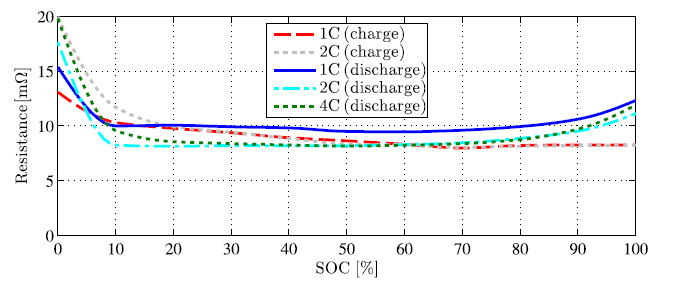 20
15
10
5
0
Resistance [mΩ]
1C (charge)
2C (charge)
1C (discharge)
2C (discharge)
4C (discharge)
0 10 20 30 40 50 60 70 80 90 100
SOC [%]